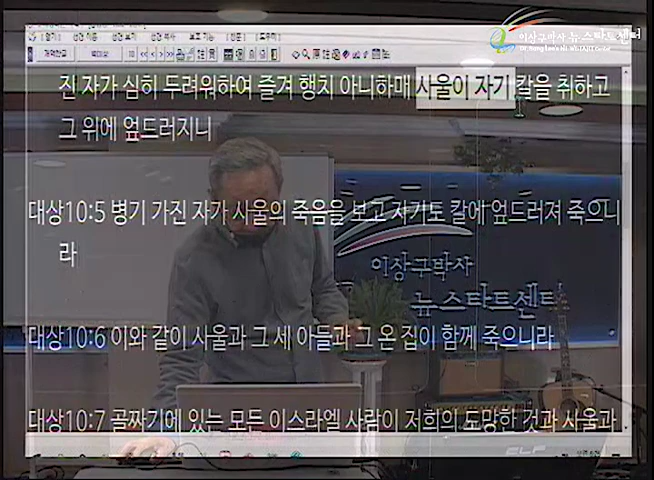 이상구박사 뉴스타트센터
진 자가 심히 두려워하여 즐겨 행치 아니하매 사울이 자기 칼을 취하고
그 위에 엎드러지니
대상10:5 병기 가진 자가 사울의 죽음을 보고 자기도 칼에 엎드러져 죽으니
라
이상구박사
뉴스타트센터
대상10:6 이와 같이 사울과 그 세 아들과 그 온 집이 함께 죽으니라
대상10:7 골짜기에 있는 모든 이스라엘 사람이 저희의 도망한 것과 사울과